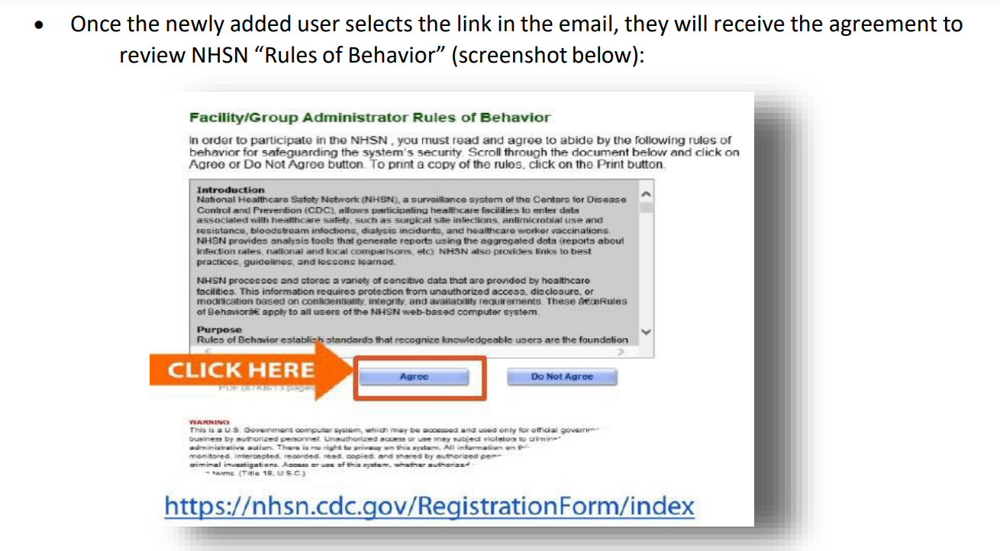 • Once the newly added user selects the link in the email, they will receive the agreement to
review NHSN “Rules of Behavior” (screenshot below):
Facility/Group Administrator Rules of Behavior
In order to participate in the NHSN , you must read and agree to abide by the following rules of
behavior for safeguarding the system's security. Scroll through the document below and click on
Agree or Do Not Agree button. To print a copy of the rules, click on the Print button.
Introduction
National Healthcare Safety Network (NHSN), a surveillance system of the Centers for Disease
Control and Prevention (CDC), allows participating healthcare facilities to enter data
associated with healthcare safety, such as surgical site infections, antimicrobial use and
resistance, bloodstream infections, dialysis incidents, and healthcare worker vaccinations.
NHSN provides analysis tools that generate reports using the aggregated data (reports about
infection rates, national and local comparisons, etc). NHSN also provides links to best
practices, guidelines, and lessons learned.
NHSN processes and stores a variety of sensitive data that are provided by healthcare
facilities. This information requires protection from unauthorized access, disclosure, or
modification based on confidentiality, integrity, and availability requirements. These â€œRules
of Behaviorâ€ apply to all users of the NHSN web-based computer system.
Purpose
Rules of Behavior establish standards that recognize knowledgeable users are the foundation
CLICK HERE
Agree
Do Not Agree
PDF (87KB/13 pages
WARNING
This is a U.S. Government computer system, which may be accessed and used only for official
business by authorized personnel. Unauthorized access or use may subject violators to
administrative action. There is no right to privacy on this system. All information on
monitored, intercepted, recorded, read, copied, and shared by authorized
criminal investigations. Access or use of this system, whether authorized
terms (Title 18, U.S.C.)
https://nhsn.cdc.gov/RegistrationForm/index